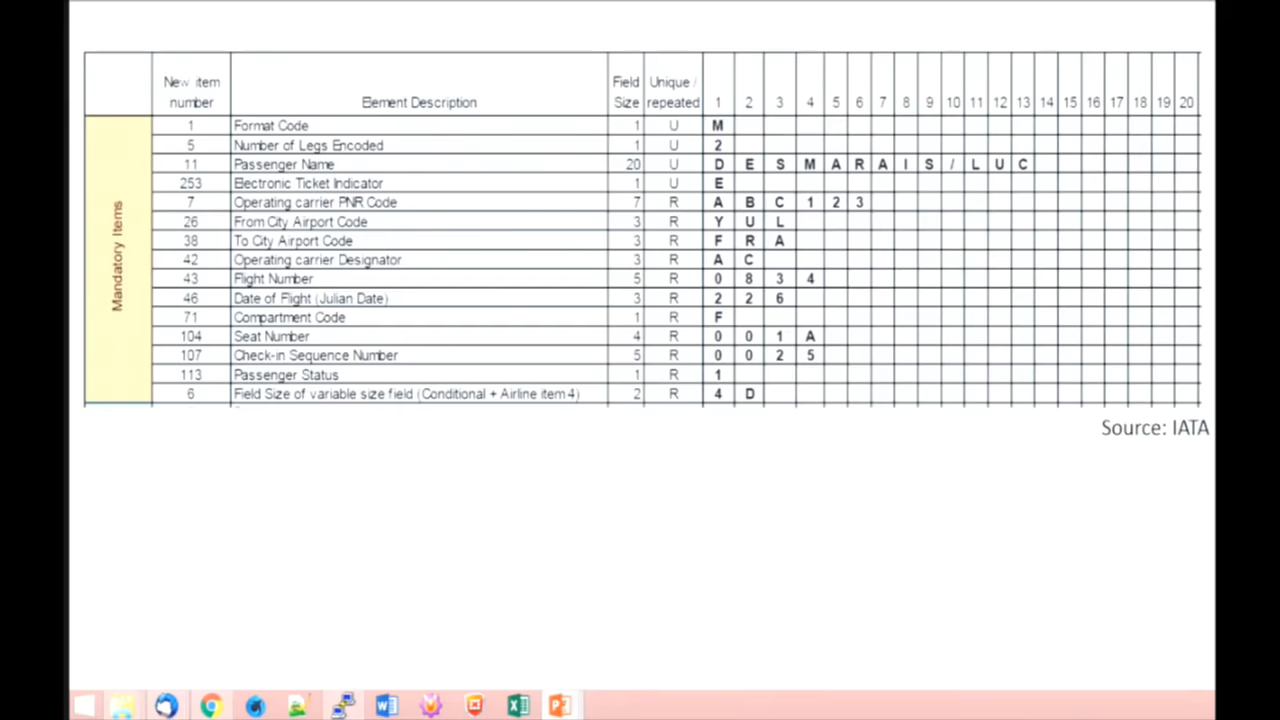 New item number Element Description Field Size Unique / repeated 1 2 3 4 5 6 7 8 9 10 11 12 13 14 15 16 17 18 19 20
Mandatory Items
1 Format Code 1 U M
5 Number of Legs Encoded 1 U 2
11 Passenger Name 20 U D E S M A R A I S / L U C
253 Electronic Ticket Indicator 1 U E
7 Operating carrier PNR Code 7 R A B C 1 2 3
26 From City Airport Code 3 R Y U L
38 To City Airport Code 3 R F R A
42 Operating carrier Designator 3 R A C
43 Flight Number 5 R 0 8 3 4
46 Date of Flight (Julian Date) 3 R 2 2 6
71 Compartment Code 1 R F
104 Seat Number 4 R 0 0 1 A
107 Check-in Sequence Number 5 R 0 0 2 5
113 Passenger Status 1 R 1
6 Field Size of variable size field (Conditional + Airline item 4) 2 R 4 D
Source: IATA